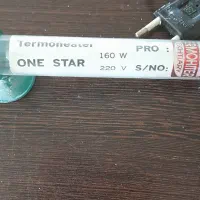 Termoheater
ONE STAR
160 W
220 V
PRO :
S/NO: